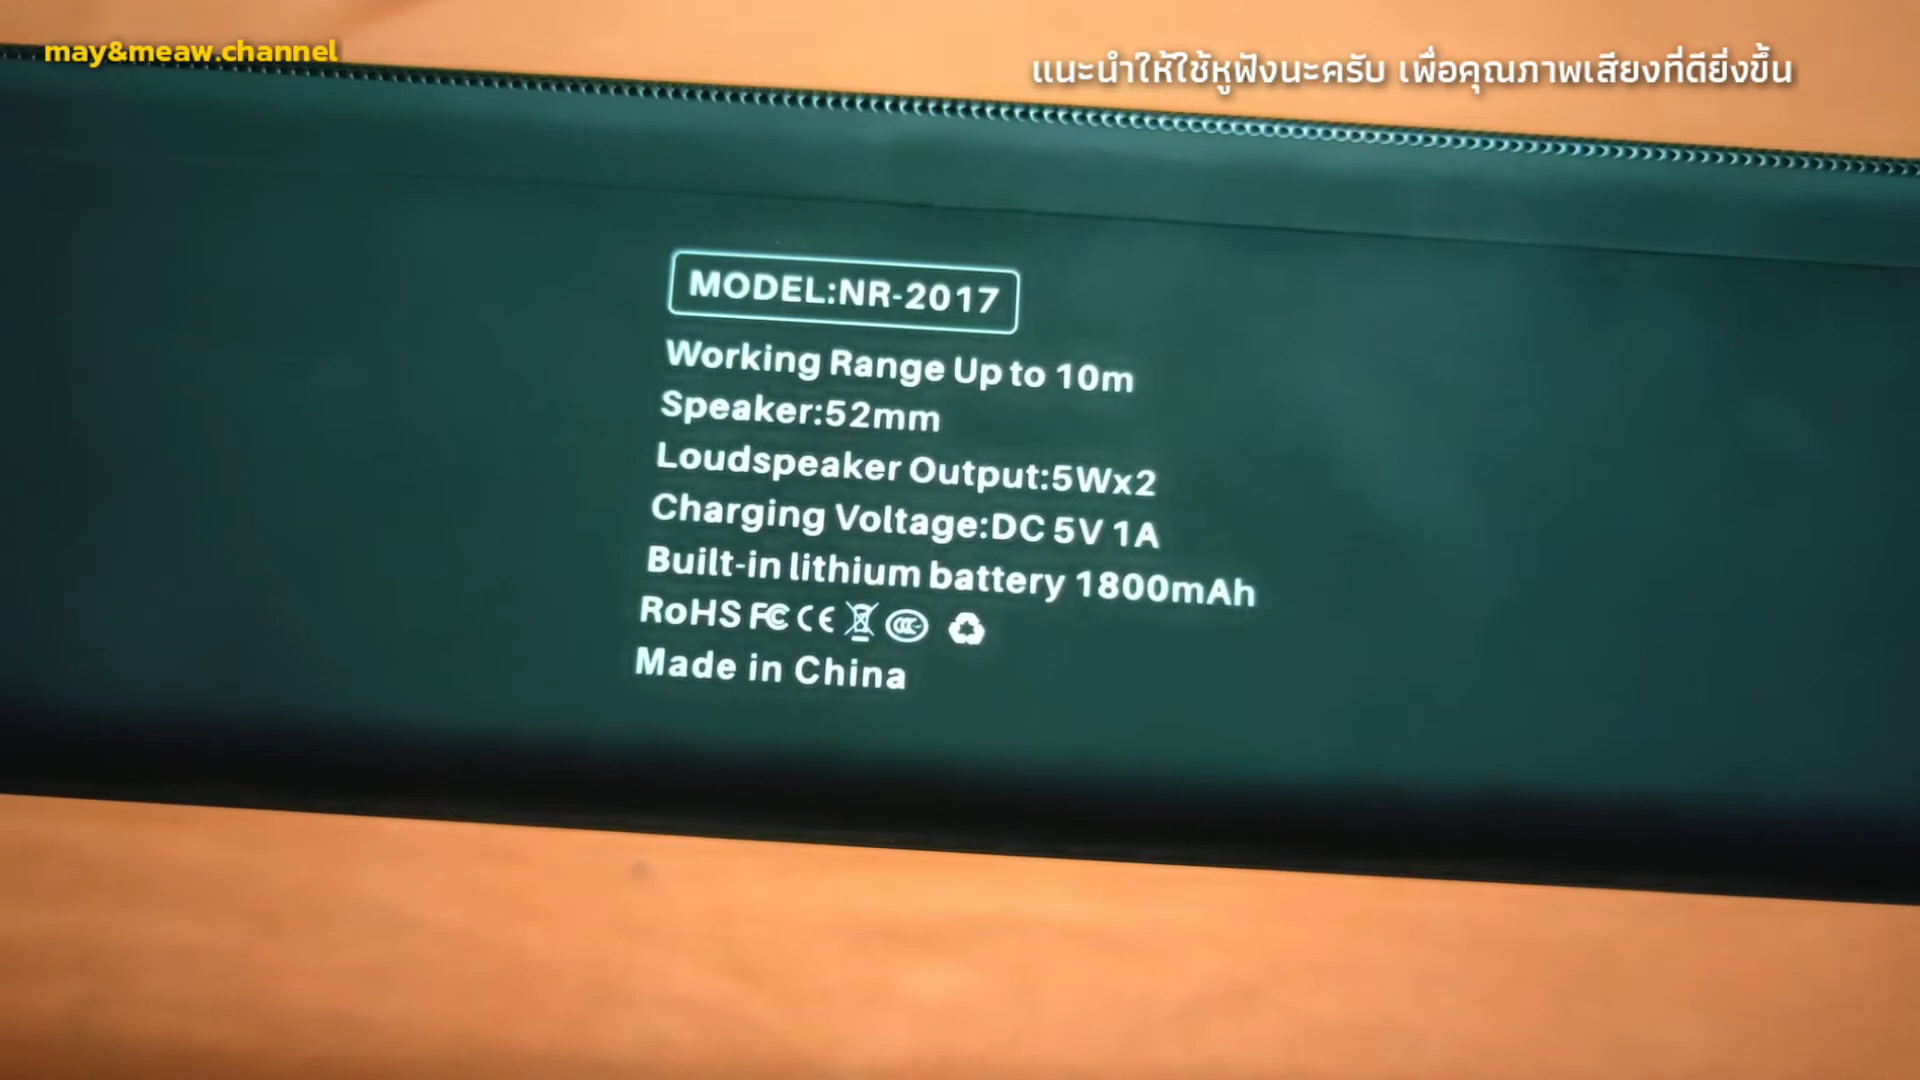 may&meaw.channel
แนะนำให้ใช้หูฟังนะครับ เพื่อคุณภาพเสียงที่ดียิ่งขึ้น
MODEL:NR-2017
Working Range Up to 10m
Speaker:52mm
Loudspeaker Output:5Wx2
Charging Voltage:DC 5V 1A
Built-in lithium battery 1800mAh
RoHS FC CE CCC
Made in China